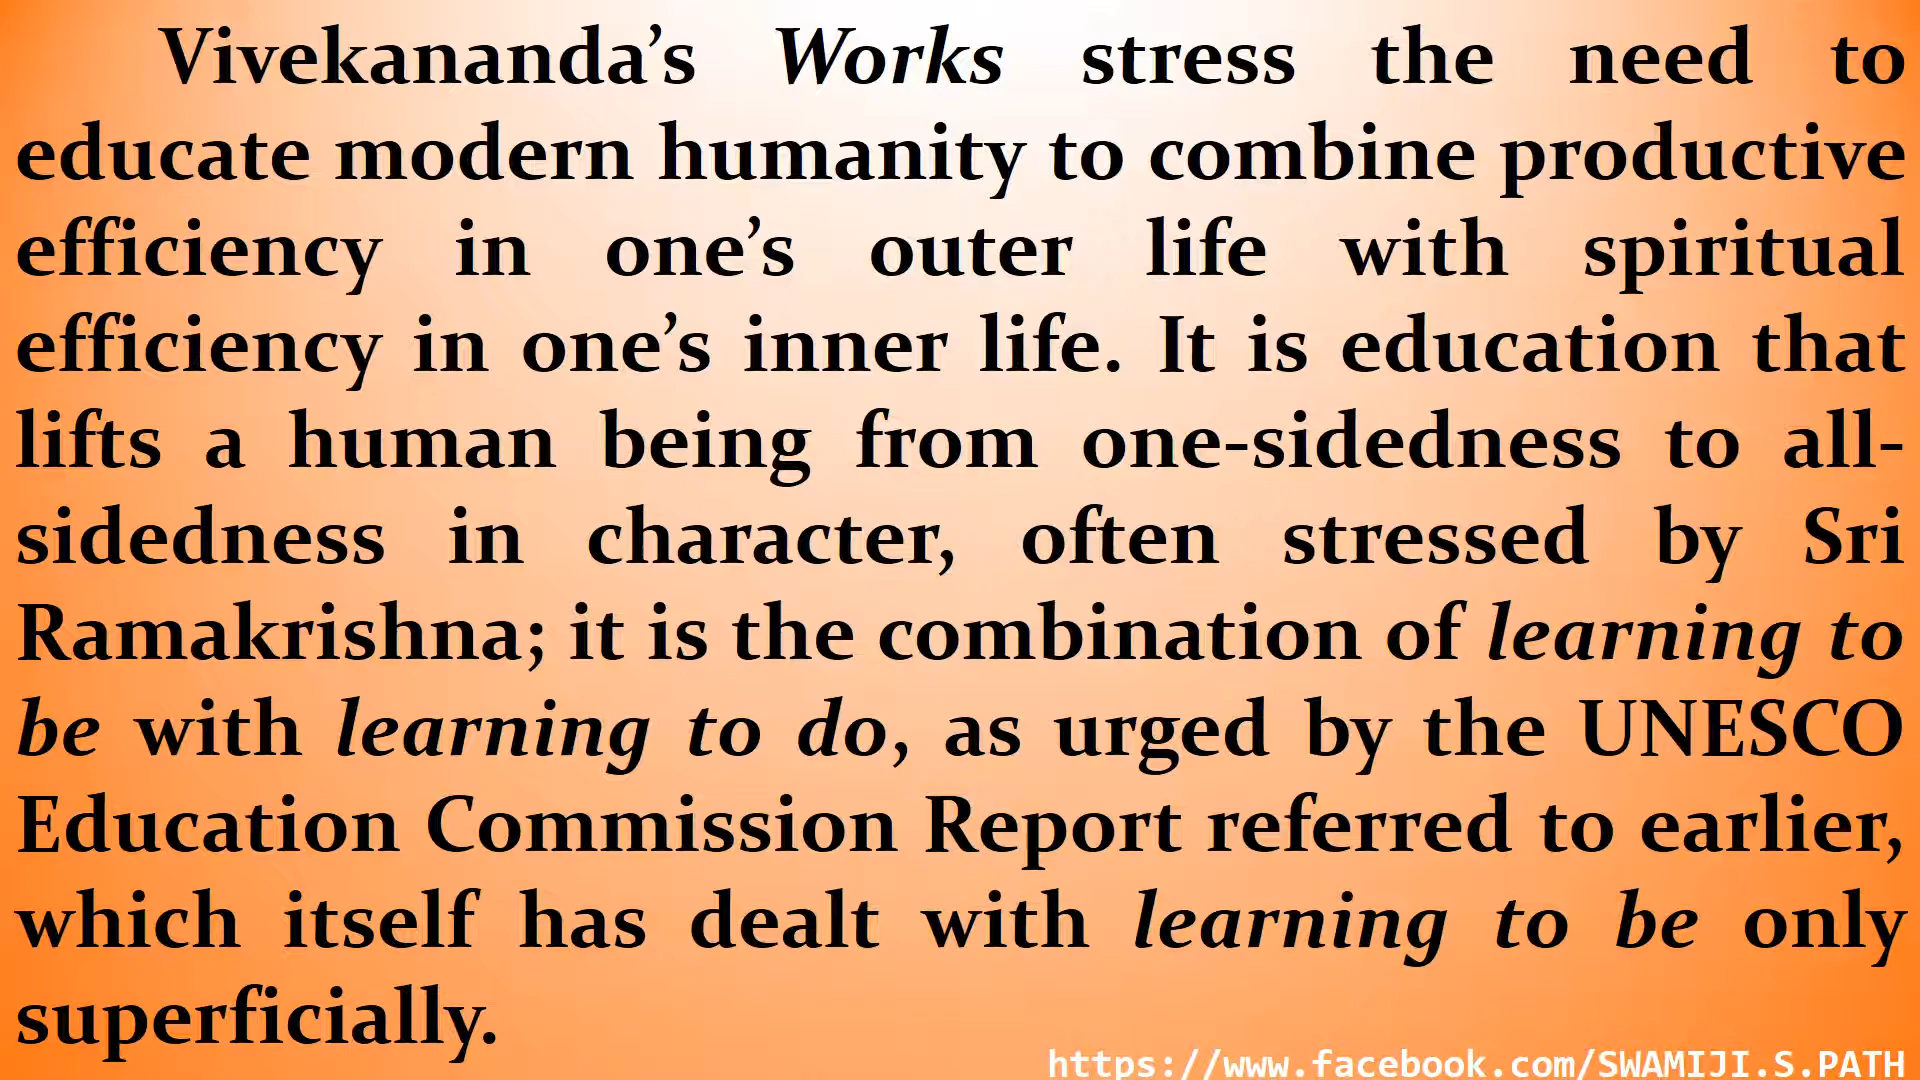 Vivekananda’s Works stress the need to
educate modern humanity to combine productive
efficiency in one’s outer life with spiritual
efficiency in one’s inner life. It is education that
lifts a human being from one-sidedness to all-
sidedness in character, often stressed by Sri
Ramakrishna; it is the combination of learning to
be with learning to do, as urged by the UNESCO
Education Commission Report referred to earlier,
which itself has dealt with learning to be only
superficially.
https://www.facebook.com/SWAMIJI.S.PATH